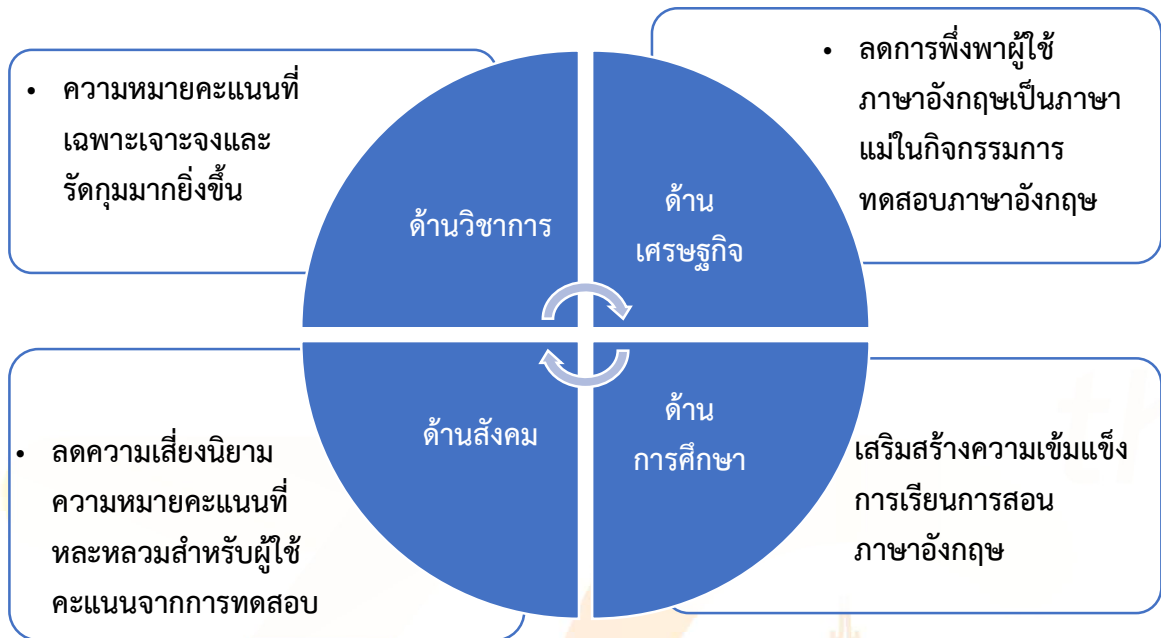 • ความหมายคะแนนที่
เฉพาะเจาะจงและ
รัดกุมมากยิ่งขึ้น
• ลดการพึ่งพาผู้ใช้
ภาษาอังกฤษเป็นภาษา
แม่ในกิจกรรมการ
ทดสอบภาษาอังกฤษ
ด้านวิชาการ
ด้าน
เศรษฐกิจ
ด้านสังคม
ด้าน
การศึกษา
• ลดความเสี่ยงนิยาม
ความหมายคะแนนที่
หละหลวมสำหรับผู้ใช้
คะแนนจากการทดสอบ
เสริมสร้างความเข้มแข็ง
การเรียนการสอน
ภาษาอังกฤษ